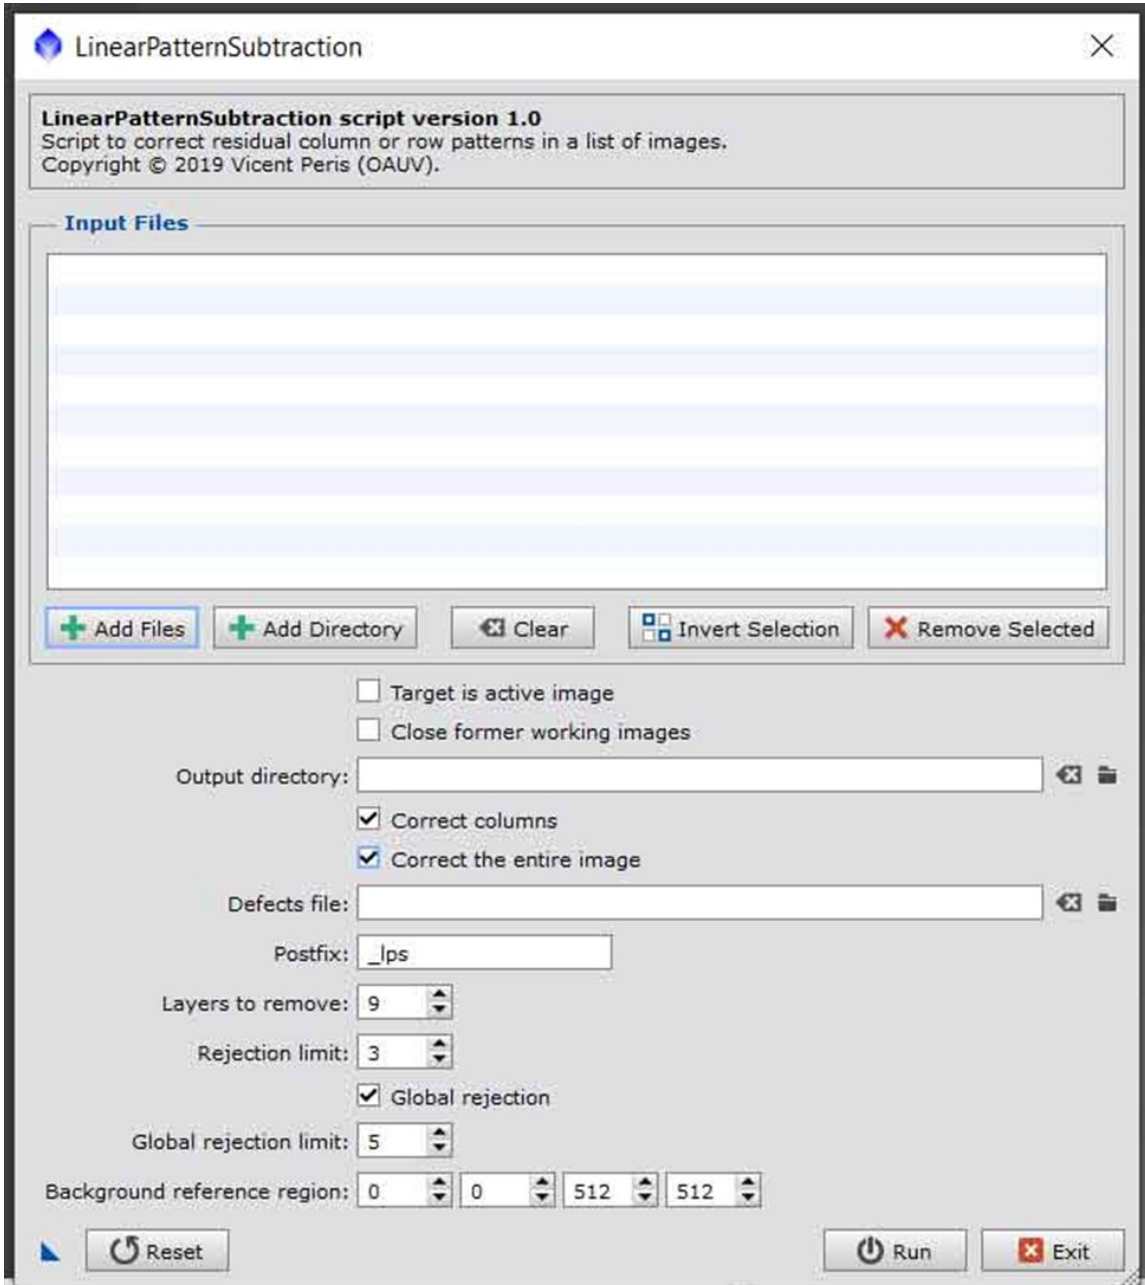 LinearPatternSubtraction
LinearPatternSubtraction script version 1.0
Script to correct residual column or row patterns in a list of images.
Copyright © 2019 Vicent Peris (OAUV).
Input Files
Add Files Add Directory Clear Invert Selection Remove Selected
Target is active image
Close former working images
Output directory:
Correct columns
Correct the entire image
Defects file:
Postfix: _lps
Layers to remove: 9
Rejection limit: 3
Global rejection
Global rejection limit: 5
Background reference region: 0 0 512 512
Reset Run Exit